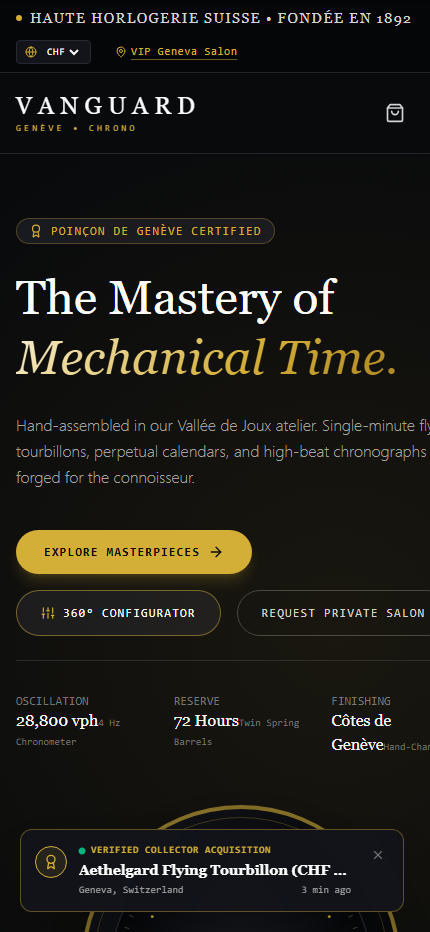 HAUTE HORLOGERIE SUISSE • FONDÉE EN 1892
CHF
VIP Geneva Salon
VANGUARD
GENÈVE • CHRONO
POINÇON DE GENÈVE CERTIFIED
The Mastery of
Mechanical Time.
Hand-assembled in our Vallée de Joux atelier. Single-minute
tourbillons, perpetual calendars, and high-beat chronographs
forged for the connoisseur.
EXPLORE MASTERPIECES →
360° CONFIGURATOR
REQUEST PRIVATE SALON
OSCILLATION
28,800 vph 4 Hz
Chronometer
RESERVE
72 Hours Twin Spring
Barrels
FINISHING
Côtes de
Genève
VERIFIED COLLECTOR ACQUISITION
Aethelgard Flying Tourbillon (CHF ...
Geneva, Switzerland
3 min ago